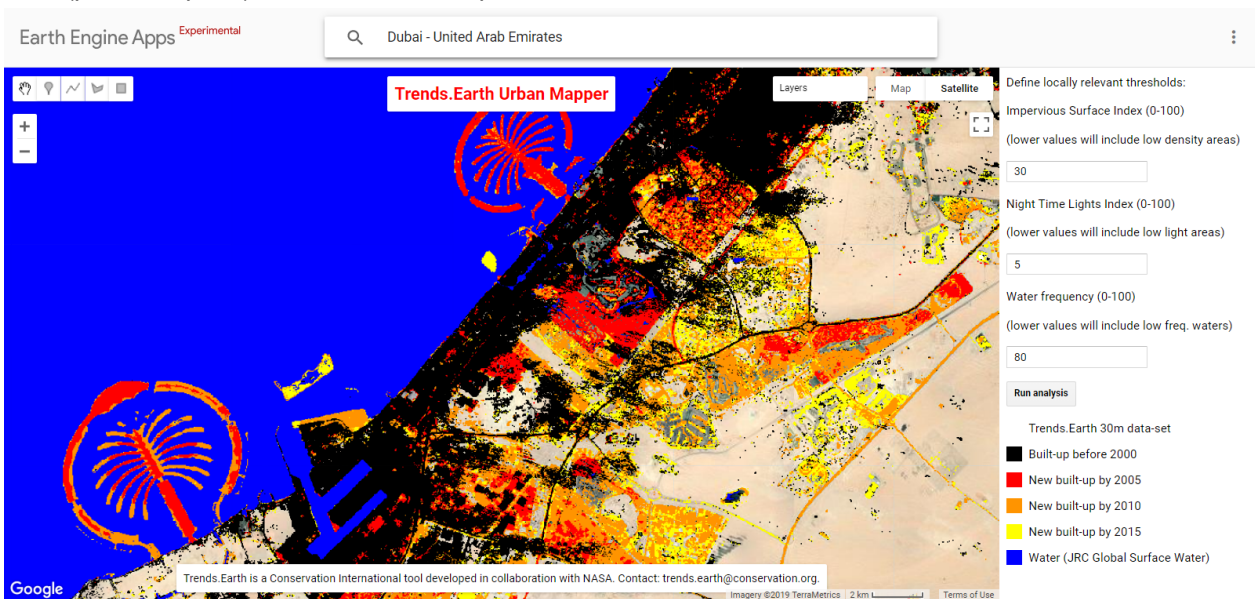 Earth Engine Apps Experimental
Dubai - United Arab Emirates
Trends.Earth Urban Mapper
Layers
Map
Satellite
+
−
Define locally relevant thresholds:
Impervious Surface Index (0-100)
(lower values will include low density areas)
30
Night Time Lights Index (0-100)
(lower values will include low light areas)
5
Water frequency (0-100)
(lower values will include low freq. waters)
80
Run analysis
Trends.Earth 30m data-set
Built-up before 2000
New built-up by 2005
New built-up by 2010
New built-up by 2015
Water (JRC Global Surface Water)
Trends.Earth is a Conservation International tool developed in collaboration with NASA. Contact: trends.earth@conservation.org.
Google
Imagery ©2019 TerraMetrics
2 km
Terms of Use